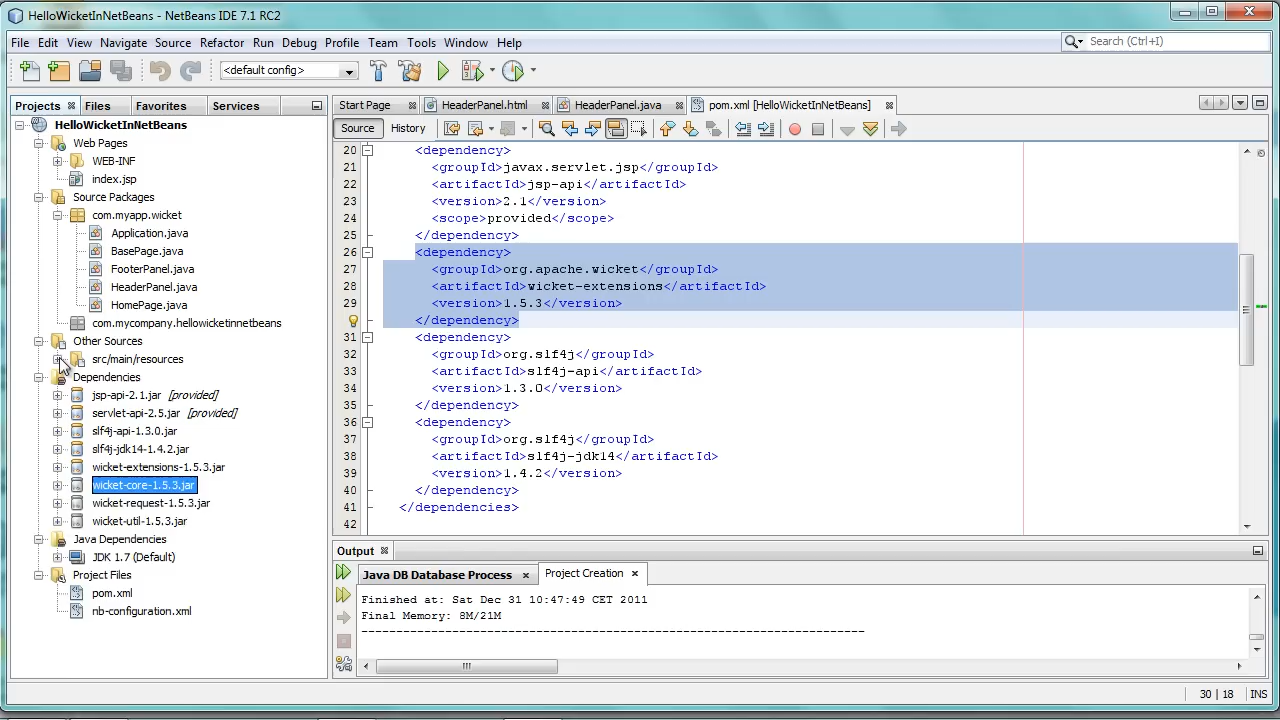 HelloWicketInNetBeans - NetBeans IDE 7.1 RC2
File Edit View Navigate Source Refactor Run Debug Profile Team Tools Window Help
Search (Ctrl+I)
<default config>
Projects Files Favorites Services
Start Page HeaderPanel.html HeaderPanel.java pom.xml [HelloWicketInNetBeans]
Source History
HelloWicketInNetBeans
Web Pages
WEB-INF
index.jsp
Source Packages
com.myapp.wicket
Application.java
BasePage.java
FooterPanel.java
HeaderPanel.java
HomePage.java
com.mycompany.hellowicketinnetbeans
Other Sources
src/main/resources
Dependencies
jsp-api-2.1.jar [provided]
servlet-api-2.5.jar [provided]
slf4j-api-1.3.0.jar
slf4j-jdk14-1.4.2.jar
wicket-extensions-1.5.3.jar
wicket-core-1.5.3.jar
wicket-request-1.5.3.jar
wicket-util-1.5.3.jar
Java Dependencies
JDK 1.7 (Default)
Project Files
pom.xml
nb-configuration.xml
20 <dependency>
21 <groupId>javax.servlet.jsp</groupId>
22 <artifactId>jsp-api</artifactId>
23 <version>2.1</version>
24 <scope>provided</scope>
25 </dependency>
26 <dependency>
27 <groupId>org.apache.wicket</groupId>
28 <artifactId>wicket-extensions</artifactId>
29 <version>1.5.3</version>
</dependency>
31 <dependency>
32 <groupId>org.slf4j</groupId>
33 <artifactId>slf4j-api</artifactId>
34 <version>1.3.0</version>
35 </dependency>
36 <dependency>
37 <groupId>org.slf4j</groupId>
38 <artifactId>slf4j-jdk14</artifactId>
39 <version>1.4.2</version>
40 </dependency>
41 </dependencies>
42
Output
Java DB Database Process Project Creation
Finished at: Sat Dec 31 10:47:49 CET 2011
Final Memory: 8M/21M
------------------------------------------------------------------------
30 | 18 INS